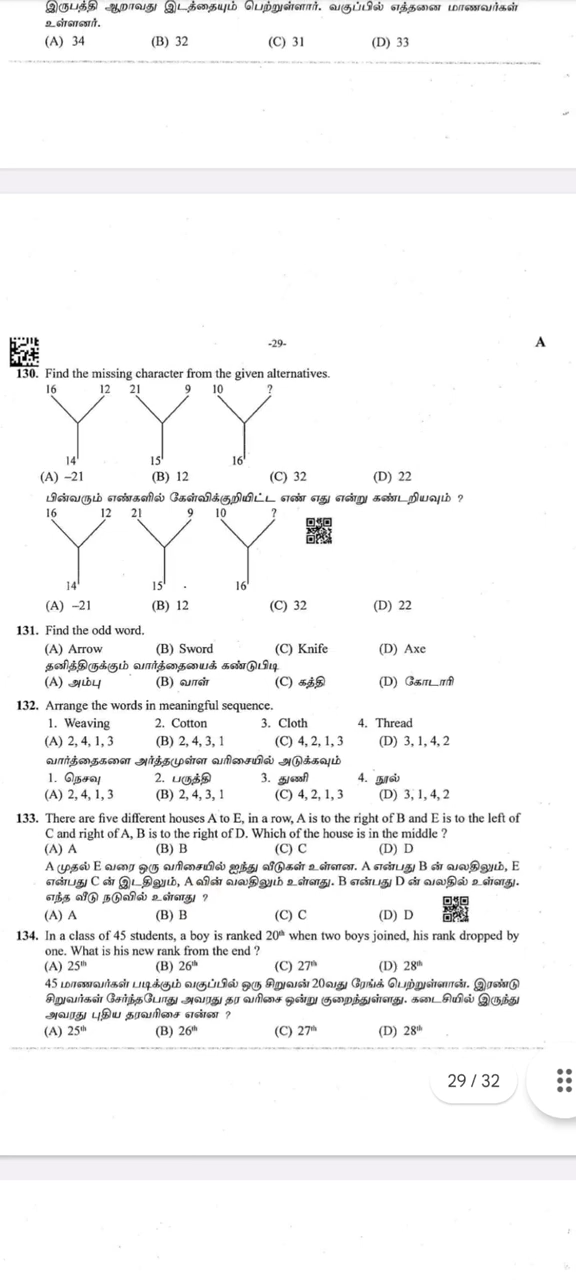 இருபத்தி ஆறாவது இடத்தையும் பெற்றுள்ளார். வகுப்பில் எத்தனை மாணவர்கள்
உள்ளனர்.
(A) 34 (B) 32 (C) 31 (D) 33
-29- A
130. Find the missing character from the given alternatives.
16 12 21 9 10 ?
14 15 16
(A) –21 (B) 12 (C) 32 (D) 22
பின்வரும் எண்களில் கேள்விக்குறியிட்ட எண் எது என்று கண்டறியவும் ?
16 12 21 9 10 ?
14 15 16
(A) –21 (B) 12 (C) 32 (D) 22
131. Find the odd word.
(A) Arrow (B) Sword (C) Knife (D) Axe
தனித்திருக்கும் வார்த்தையைக் கண்டுபிடி
(A) அம்பு (B) வாள் (C) கத்தி (D) கோடாரி
132. Arrange the words in meaningful sequence.
1. Weaving 2. Cotton 3. Cloth 4. Thread
(A) 2, 4, 1, 3 (B) 2, 4, 3, 1 (C) 4, 2, 1, 3 (D) 3, 1, 4, 2
வார்த்தைகளை அர்த்தமுள்ள வரிசையில் அடுக்கவும்
1. நெசவு 2. பருத்தி 3. துணி 4. நூல்
(A) 2, 4, 1, 3 (B) 2, 4, 3, 1 (C) 4, 2, 1, 3 (D) 3, 1, 4, 2
133. There are five different houses A to E, in a row, A is to the right of B and E is to the left of
C and right of A, B is to the right of D. Which of the house is in the middle ?
(A) A (B) B (C) C (D) D
A முதல் E வரை ஒரு வரிசையில் ஐந்து வீடுகள் உள்ளன. A என்பது B ன் வலதிலும், E
என்பது C ன் இடதிலும், A வின் வலதிலும் உள்ளது. B என்பது D ன் வலதில் உள்ளது.
எந்த வீடு நடுவில் உள்ளது ?
(A) A (B) B (C) C (D) D
134. In a class of 45 students, a boy is ranked 20th when two boys joined, his rank dropped by
one. What is his new rank from the end ?
(A) 25th (B) 26th (C) 27th (D) 28th
45 மாணவர்கள் படிக்கும் வகுப்பில் ஒரு சிறுவன் 20வது ரேங்க் பெற்றுள்ளான். இரண்டு
சிறுவர்கள் சேர்ந்தபோது அவரது தர வரிசை ஒன்று குறைந்துள்ளது. கடைசியில் இருந்து
அவரது புதிய தரவரிசை என்ன ?
(A) 25th (B) 26th (C) 27th (D) 28th
29 / 32